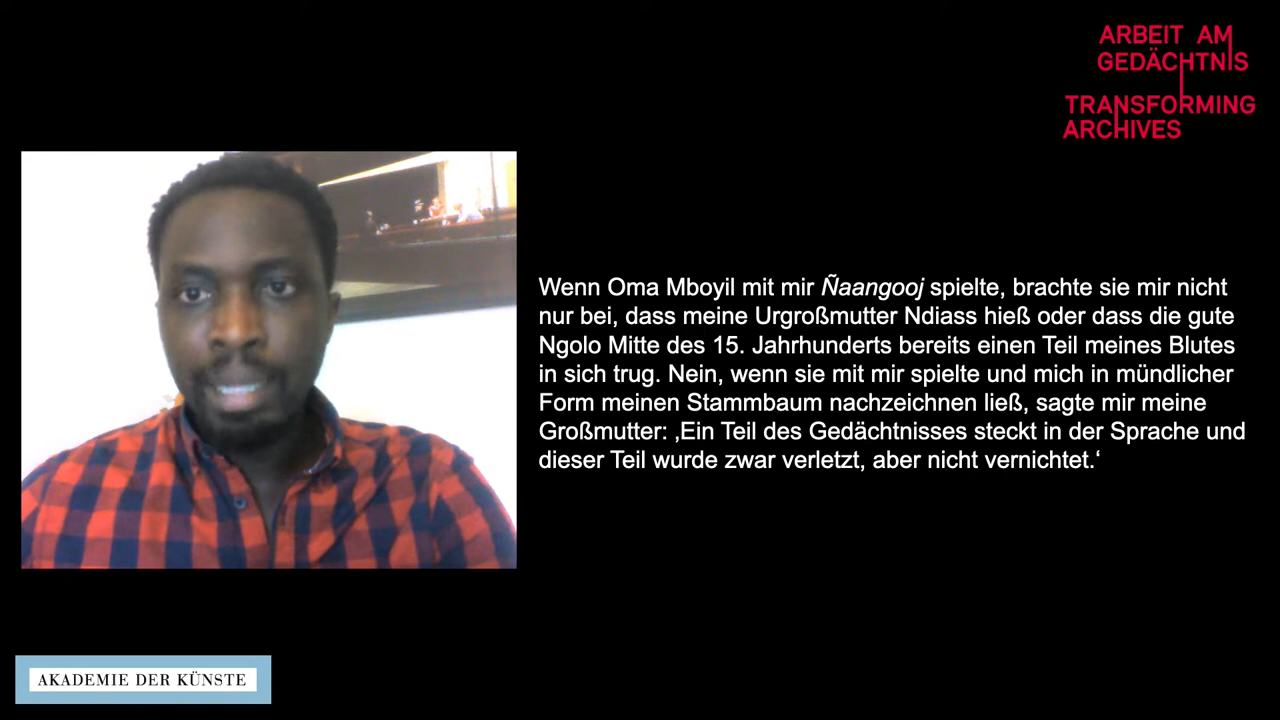 ARBEIT AM
GEDÄCHTNIS
TRANSFORMING
ARCHIVES
Wenn Oma Mboyil mit mir Ñaangooj spielte, brachte sie mir nicht
nur bei, dass meine Urgroßmutter Ndiass hieß oder dass die gute
Ngolo Mitte des 15. Jahrhunderts bereits einen Teil meines Blutes
in sich trug. Nein, wenn sie mit mir spielte und mich in mündlicher
Form meinen Stammbaum nachzeichnen ließ, sagte mir meine
Großmutter: ‚Ein Teil des Gedächtnisses steckt in der Sprache und
dieser Teil wurde zwar verletzt, aber nicht vernichtet.‘
AKADEMIE DER KÜNSTE